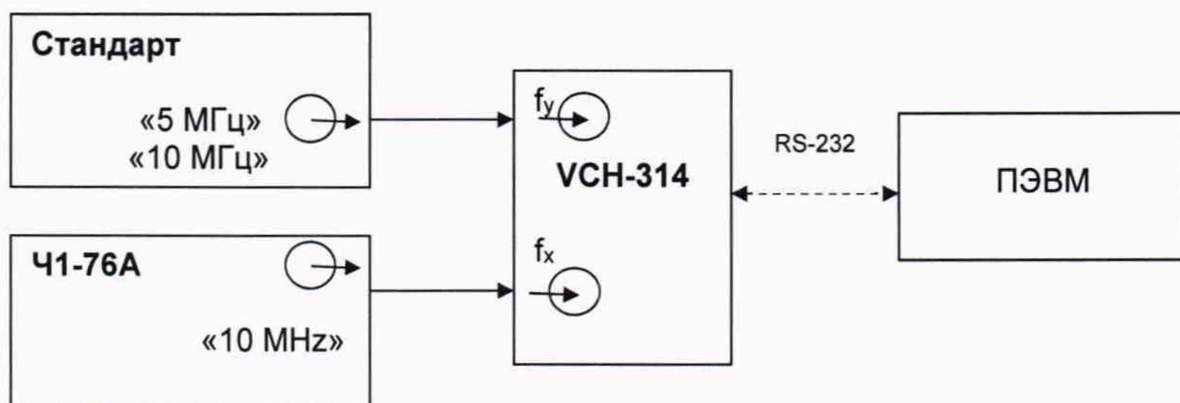 Стандарт
«5 МГц»
«10 МГц»
Ч1-76А
«10 MHz»
fy
VCH-314
fx
RS-232
ПЭВМ